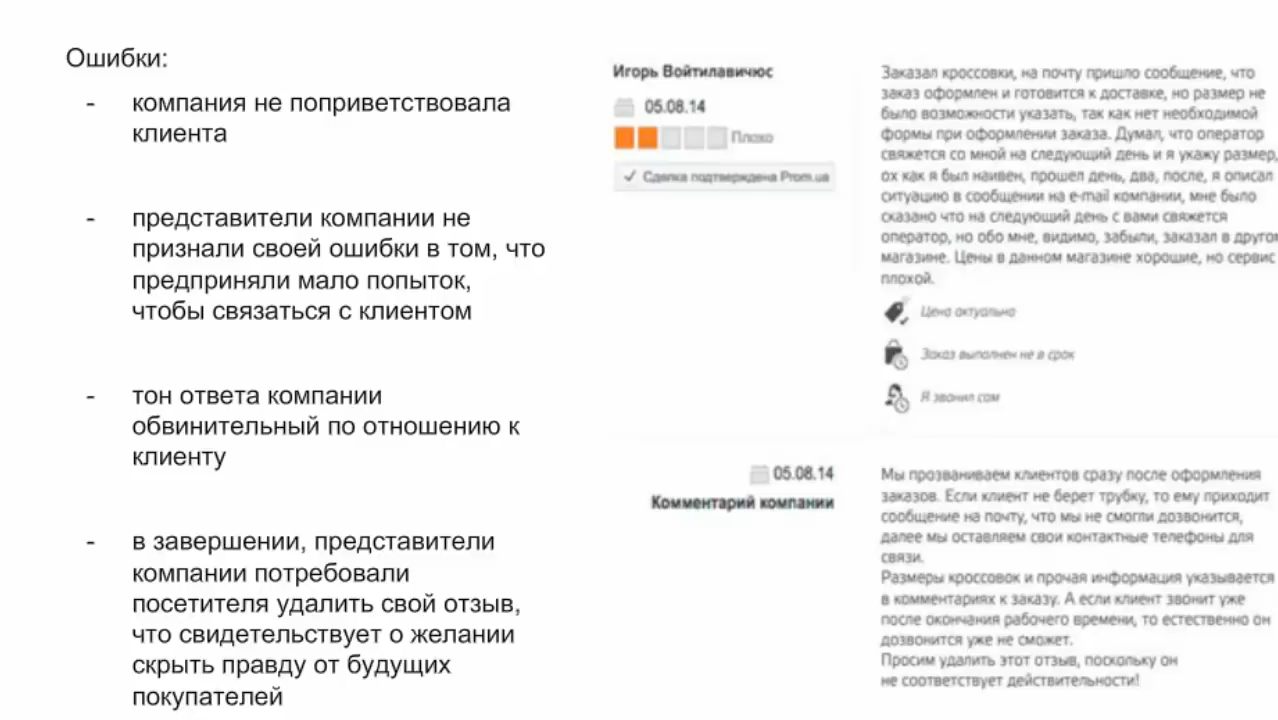 Ошибки:
- компания не поприветствовала
клиента
- представители компании не
признали своей ошибки в том, что
предприняли мало попыток,
чтобы связаться с клиентом
- тон ответа компании
обвинительный по отношению к
клиенту
- в завершении, представители
компании потребовали
посетителя удалить свой отзыв,
что свидетельствует о желании
скрыть правду от будущих
покупателей
Игорь Войтилавичюс
05.08.14
Плохо
✓ Сделка подтверждена Prom.ua
Заказал кроссовки, на почту пришло сообщение, что
заказ оформлен и готовится к доставке, но размер не
было возможности указать, так как нет необходимой
формы при оформлении заказа. Думал, что оператор
свяжется со мной на следующий день и я укажу размер,
ох как я был наивен, прошел день, два, после, я описал
ситуацию в сообщении на e-mail компании, мне было
сказано что на следующий день с вами свяжется
оператор, но обо мне, видимо, забыли, заказал в другом
магазине. Цены в данном магазине хорошие, но сервис
плохой.
Цена актуальна
Заказ выполнен не в срок
Я звонил сам
05.08.14
Комментарий компании
Мы прозваниваем клиентов сразу после оформления
заказов. Если клиент не берет трубку, то ему приходит
сообщение на почту, что мы не смогли дозвонится,
далее мы оставляем свои контактные телефоны для
связи.
Размеры кроссовок и прочая информация указывается
в комментариях к заказу. А если клиент звонит уже
после окончания рабочего времени, то естественно он
дозвонится уже не сможет.
Просим удалить этот отзыв, поскольку он
не соответствует действительности!